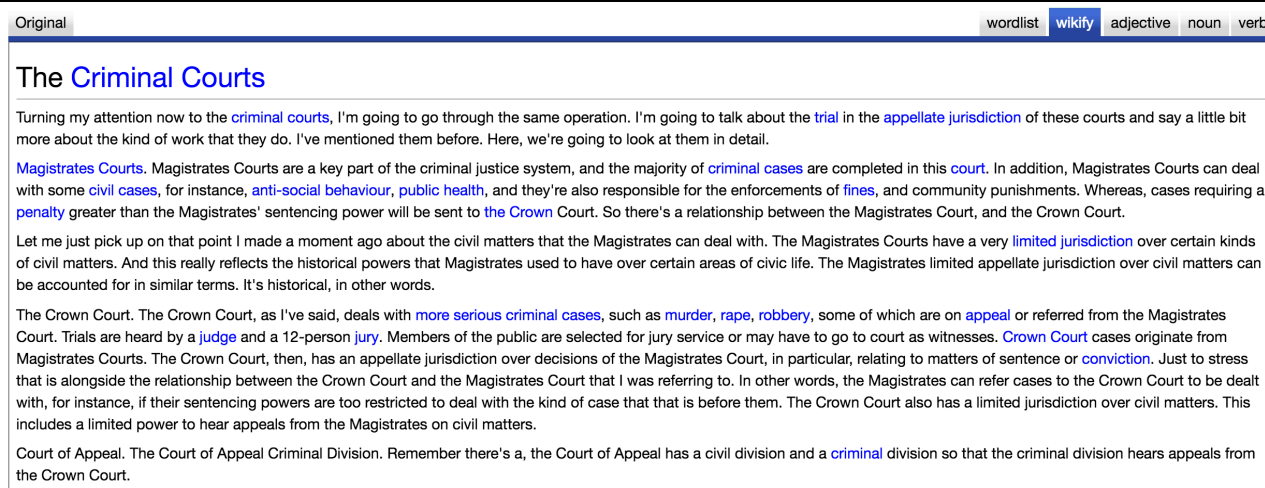 Original
wordlist wikify adjective noun verb
The Criminal Courts
Turning my attention now to the criminal courts, I'm going to go through the same operation. I'm going to talk about the trial in the appellate jurisdiction of these courts and say a little bit
more about the kind of work that they do. I've mentioned them before. Here, we're going to look at them in detail.
Magistrates Courts. Magistrates Courts are a key part of the criminal justice system, and the majority of criminal cases are completed in this court. In addition, Magistrates Courts can deal
with some civil cases, for instance, anti-social behaviour, public health, and they're also responsible for the enforcements of fines, and community punishments. Whereas, cases requiring a
penalty greater than the Magistrates' sentencing power will be sent to the Crown Court. So there's a relationship between the Magistrates Court, and the Crown Court.
Let me just pick up on that point I made a moment ago about the civil matters that the Magistrates can deal with. The Magistrates Courts have a very limited jurisdiction over certain kinds
of civil matters. And this really reflects the historical powers that Magistrates used to have over certain areas of civic life. The Magistrates limited appellate jurisdiction over civil matters can
be accounted for in similar terms. It's historical, in other words.
The Crown Court. The Crown Court, as I've said, deals with more serious criminal cases, such as murder, rape, robbery, some of which are on appeal or referred from the Magistrates
Court. Trials are heard by a judge and a 12-person jury. Members of the public are selected for jury service or may have to go to court as witnesses. Crown Court cases originate from
Magistrates Courts. The Crown Court, then, has an appellate jurisdiction over decisions of the Magistrates Court, in particular, relating to matters of sentence or conviction. Just to stress
that is alongside the relationship between the Crown Court and the Magistrates Court that I was referring to. In other words, the Magistrates can refer cases to the Crown Court to be dealt
with, for instance, if their sentencing powers are too restricted to deal with the kind of case that that is before them. The Crown Court also has a limited jurisdiction over civil matters. This
includes a limited power to hear appeals from the Magistrates on civil matters.
Court of Appeal. The Court of Appeal Criminal Division. Remember there's a, the Court of Appeal has a civil division and a criminal division so that the criminal division hears appeals from
the Crown Court.